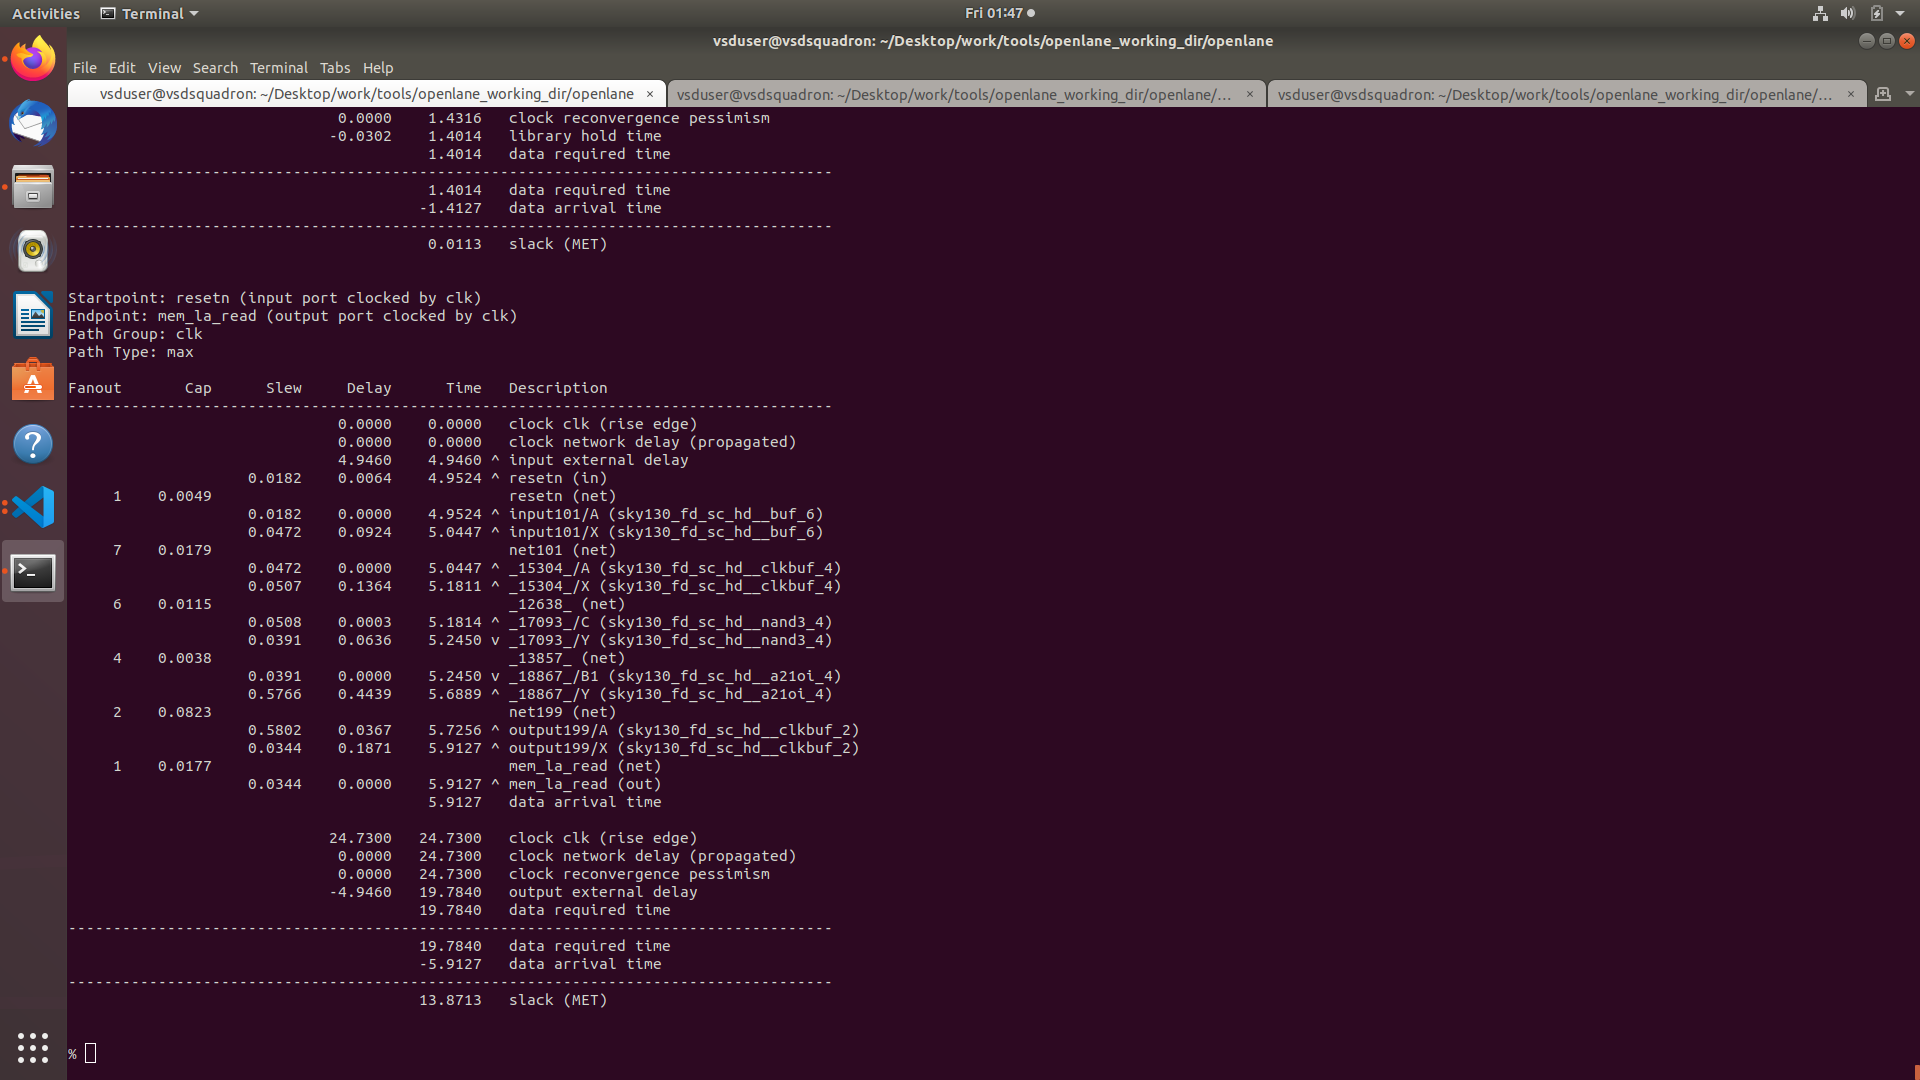 Activities Terminal Fri 01:47
vsduser@vsdsquadron: ~/Desktop/work/tools/openlane_working_dir/openlane
File Edit View Search Terminal Tabs Help
vsduser@vsdsquadron: ~/Desktop/work/tools/openlane_working_dir/openlane × vsduser@vsdsquadron: ~/Desktop/work/tools/openlane_working_dir/openlane/... × vsduser@vsdsquadron: ~/Desktop/work/tools/openlane_working_dir/openlane/... ×
                              0.0000    1.4316   clock reconvergence pessimism
                             -0.0302    1.4014   library hold time
                                        1.4014   data required time
-------------------------------------------------------------------------------------
                                        1.4014   data required time
                                       -1.4127   data arrival time
-------------------------------------------------------------------------------------
                                        0.0113   slack (MET)
Startpoint: resetn (input port clocked by clk)
Endpoint: mem_la_read (output port clocked by clk)
Path Group: clk
Path Type: max
Fanout       Cap      Slew     Delay      Time   Description
-------------------------------------------------------------------------------------
                              0.0000    0.0000   clock clk (rise edge)
                              0.0000    0.0000   clock network delay (propagated)
                              4.9460    4.9460 ^ input external delay
                    0.0182    0.0064    4.9524 ^ resetn (in)
     1    0.0049                                 resetn (net)
                    0.0182    0.0000    4.9524 ^ input101/A (sky130_fd_sc_hd__buf_6)
                    0.0472    0.0924    5.0447 ^ input101/X (sky130_fd_sc_hd__buf_6)
     7    0.0179                                 net101 (net)
                    0.0472    0.0000    5.0447 ^ _15304_/A (sky130_fd_sc_hd__clkbuf_4)
                    0.0507    0.1364    5.1811 ^ _15304_/X (sky130_fd_sc_hd__clkbuf_4)
     6    0.0115                                 _12638_ (net)
                    0.0508    0.0003    5.1814 ^ _17093_/C (sky130_fd_sc_hd__nand3_4)
                    0.0391    0.0636    5.2450 v _17093_/Y (sky130_fd_sc_hd__nand3_4)
     4    0.0038                                 _13857_ (net)
                    0.0391    0.0000    5.2450 v _18867_/B1 (sky130_fd_sc_hd__a21oi_4)
                    0.5766    0.4439    5.6889 ^ _18867_/Y (sky130_fd_sc_hd__a21oi_4)
     2    0.0823                                 net199 (net)
                    0.5802    0.0367    5.7256 ^ output199/A (sky130_fd_sc_hd__clkbuf_2)
                    0.0344    0.1871    5.9127 ^ output199/X (sky130_fd_sc_hd__clkbuf_2)
     1    0.0177                                 mem_la_read (net)
                    0.0344    0.0000    5.9127 ^ mem_la_read (out)
                                        5.9127   data arrival time
                             24.7300   24.7300   clock clk (rise edge)
                              0.0000   24.7300   clock network delay (propagated)
                              0.0000   24.7300   clock reconvergence pessimism
                             -4.9460   19.7840   output external delay
                                       19.7840   data required time
-------------------------------------------------------------------------------------
                                       19.7840   data required time
                                       -5.9127   data arrival time
-------------------------------------------------------------------------------------
                                       13.8713   slack (MET)
%